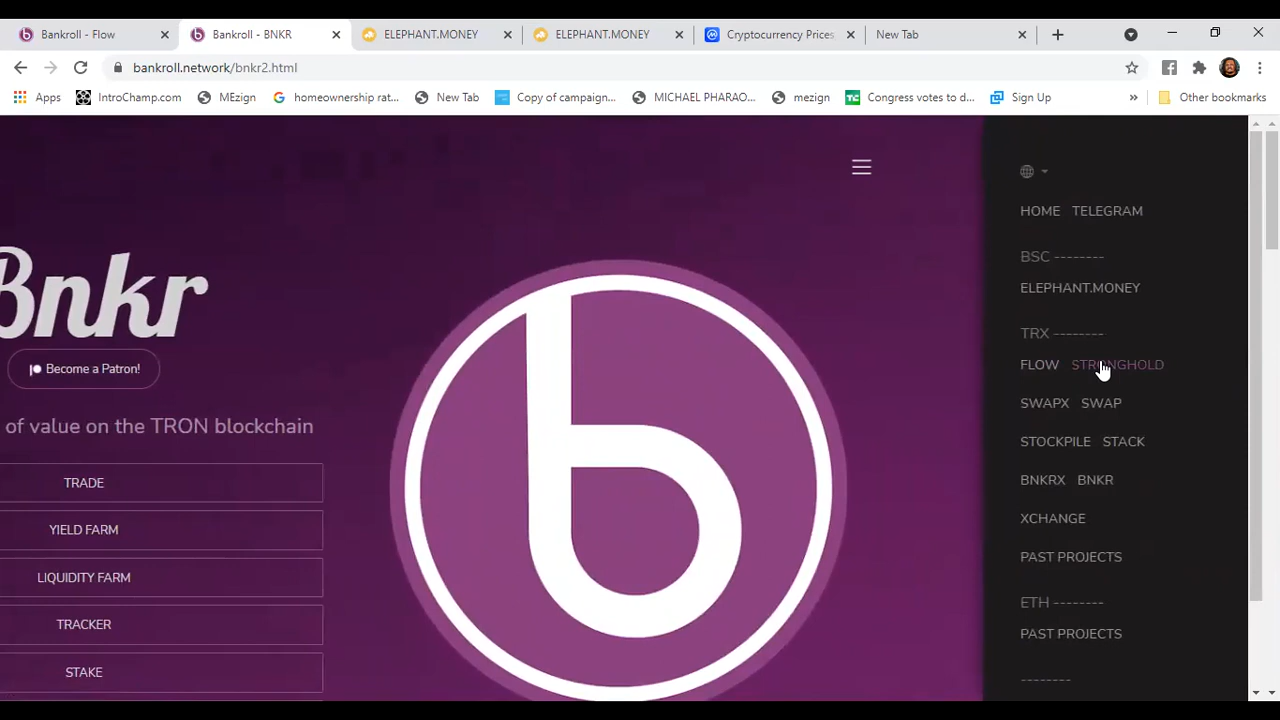 Bankroll - Flow
Bankroll - BNKR
ELEPHANT.MONEY
ELEPHANT.MONEY
Cryptocurrency Prices
New Tab
bankroll.network/bnkr2.html
Apps
IntroChamp.com
MEzign
homeownership rat...
New Tab
Copy of campaign...
MICHAEL PHARAO...
mezign
Congress votes to d...
Sign Up
Other bookmarks
Bnkr
Become a Patron!
of value on the TRON blockchain
TRADE
YIELD FARM
LIQUIDITY FARM
TRACKER
STAKE
HOME TELEGRAM
BSC --------
ELEPHANT.MONEY
TRX --------
FLOW STRONGHOLD
SWAPX SWAP
STOCKPILE STACK
BNKRX BNKR
XCHANGE
PAST PROJECTS
ETH --------
PAST PROJECTS
--------